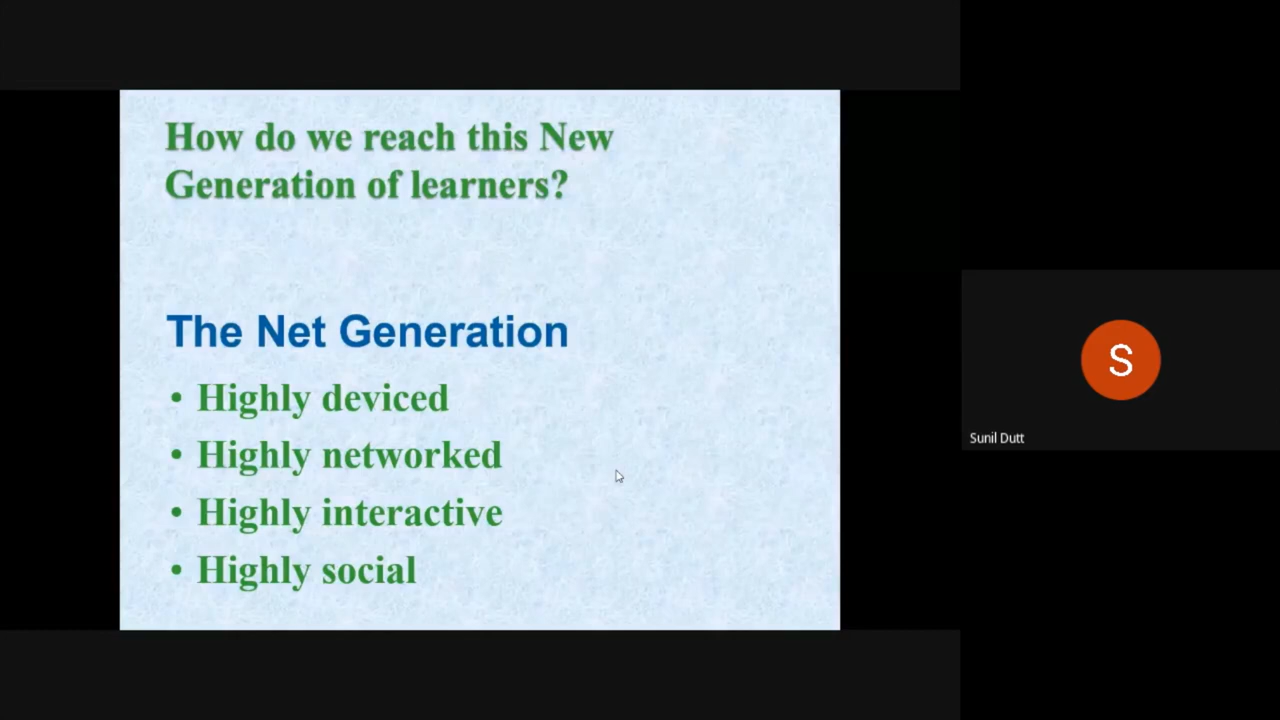 How do we reach this New
Generation of learners?
The Net Generation
• Highly deviced
• Highly networked
• Highly interactive
• Highly social
S
Sunil Dutt